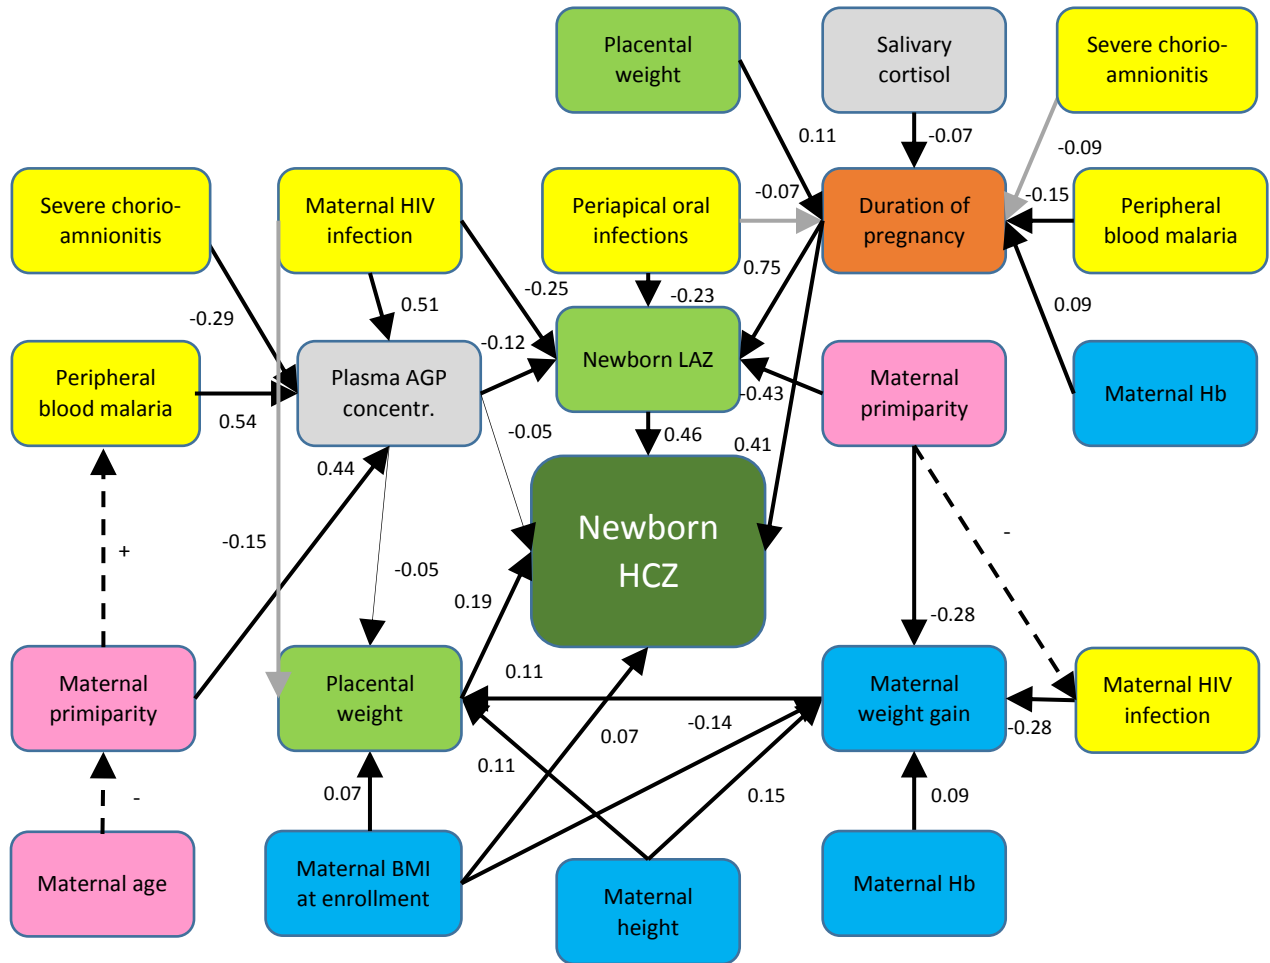 Placental
weight
Salivary
cortisol
Severe chorio-
amnionitis
0.11
-0.07
-0.09
Severe chorio-
amnionitis
Maternal HIV
infection
Periapical oral
infections
-0.07
Duration of
pregnancy
-0.15
Peripheral
blood malaria
-0.29
0.51
-0.25
-0.23
0.75
0.09
Peripheral
blood malaria
0.54
Plasma AGP
concentr.
-0.12
Newborn LAZ
-0.43
Maternal
primiparity
Maternal Hb
0.44
-0.05
0.46
0.41
+
-0.15
-0.05
Newborn
HCZ
-
0.19
-0.28
Maternal
primiparity
Placental
weight
0.11
-0.14
Maternal
weight gain
-0.28
Maternal HIV
infection
-
0.07
0.11
0.07
0.15
0.09
Maternal age
Maternal BMI
at enrollment
Maternal
height
Maternal Hb